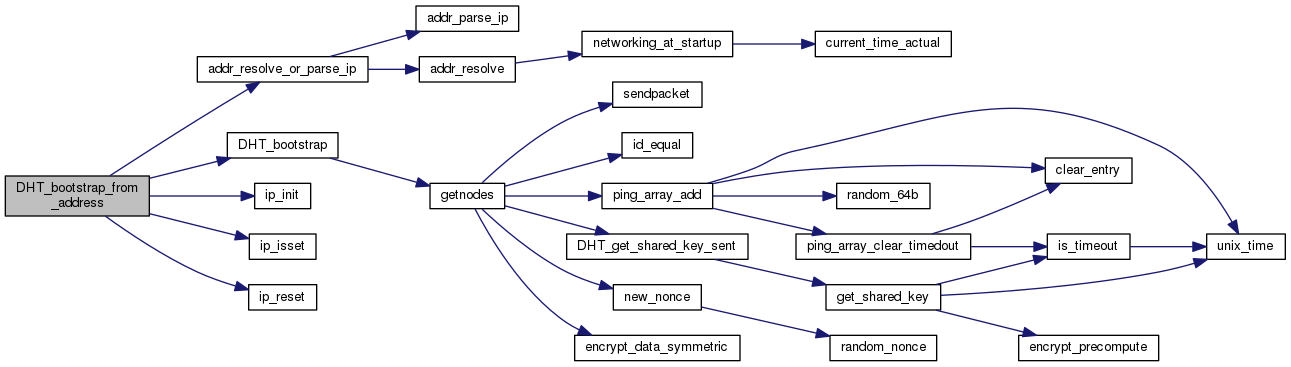 addr_parse_ip
networking_at_startup
current_time_actual
addr_resolve_or_parse_ip
addr_resolve
sendpacket
DHT_bootstrap
id_equal
clear_entry
DHT_bootstrap_from
_address
ip_init
getnodes
ping_array_add
random_64b
ip_isset
DHT_get_shared_key_sent
ping_array_clear_timedout
is_timeout
unix_time
ip_reset
new_nonce
get_shared_key
encrypt_data_symmetric
random_nonce
encrypt_precompute